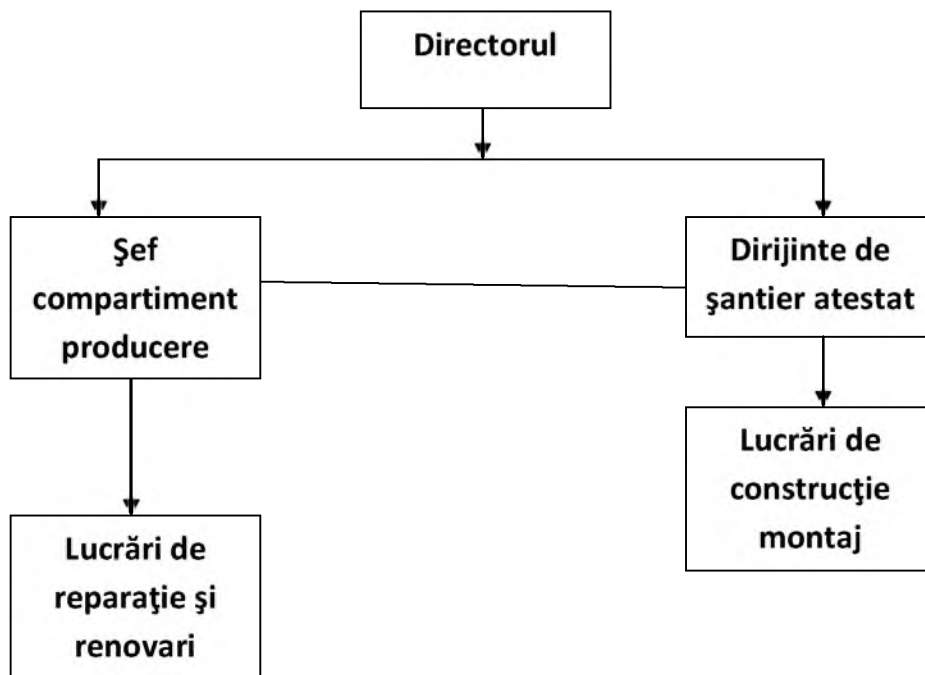 Directorul
Şef
compartiment
producere
Dirijinte de
şantier atestat
Lucrări de
construcţie
montaj
Lucrări de
reparaţie şi
renovari